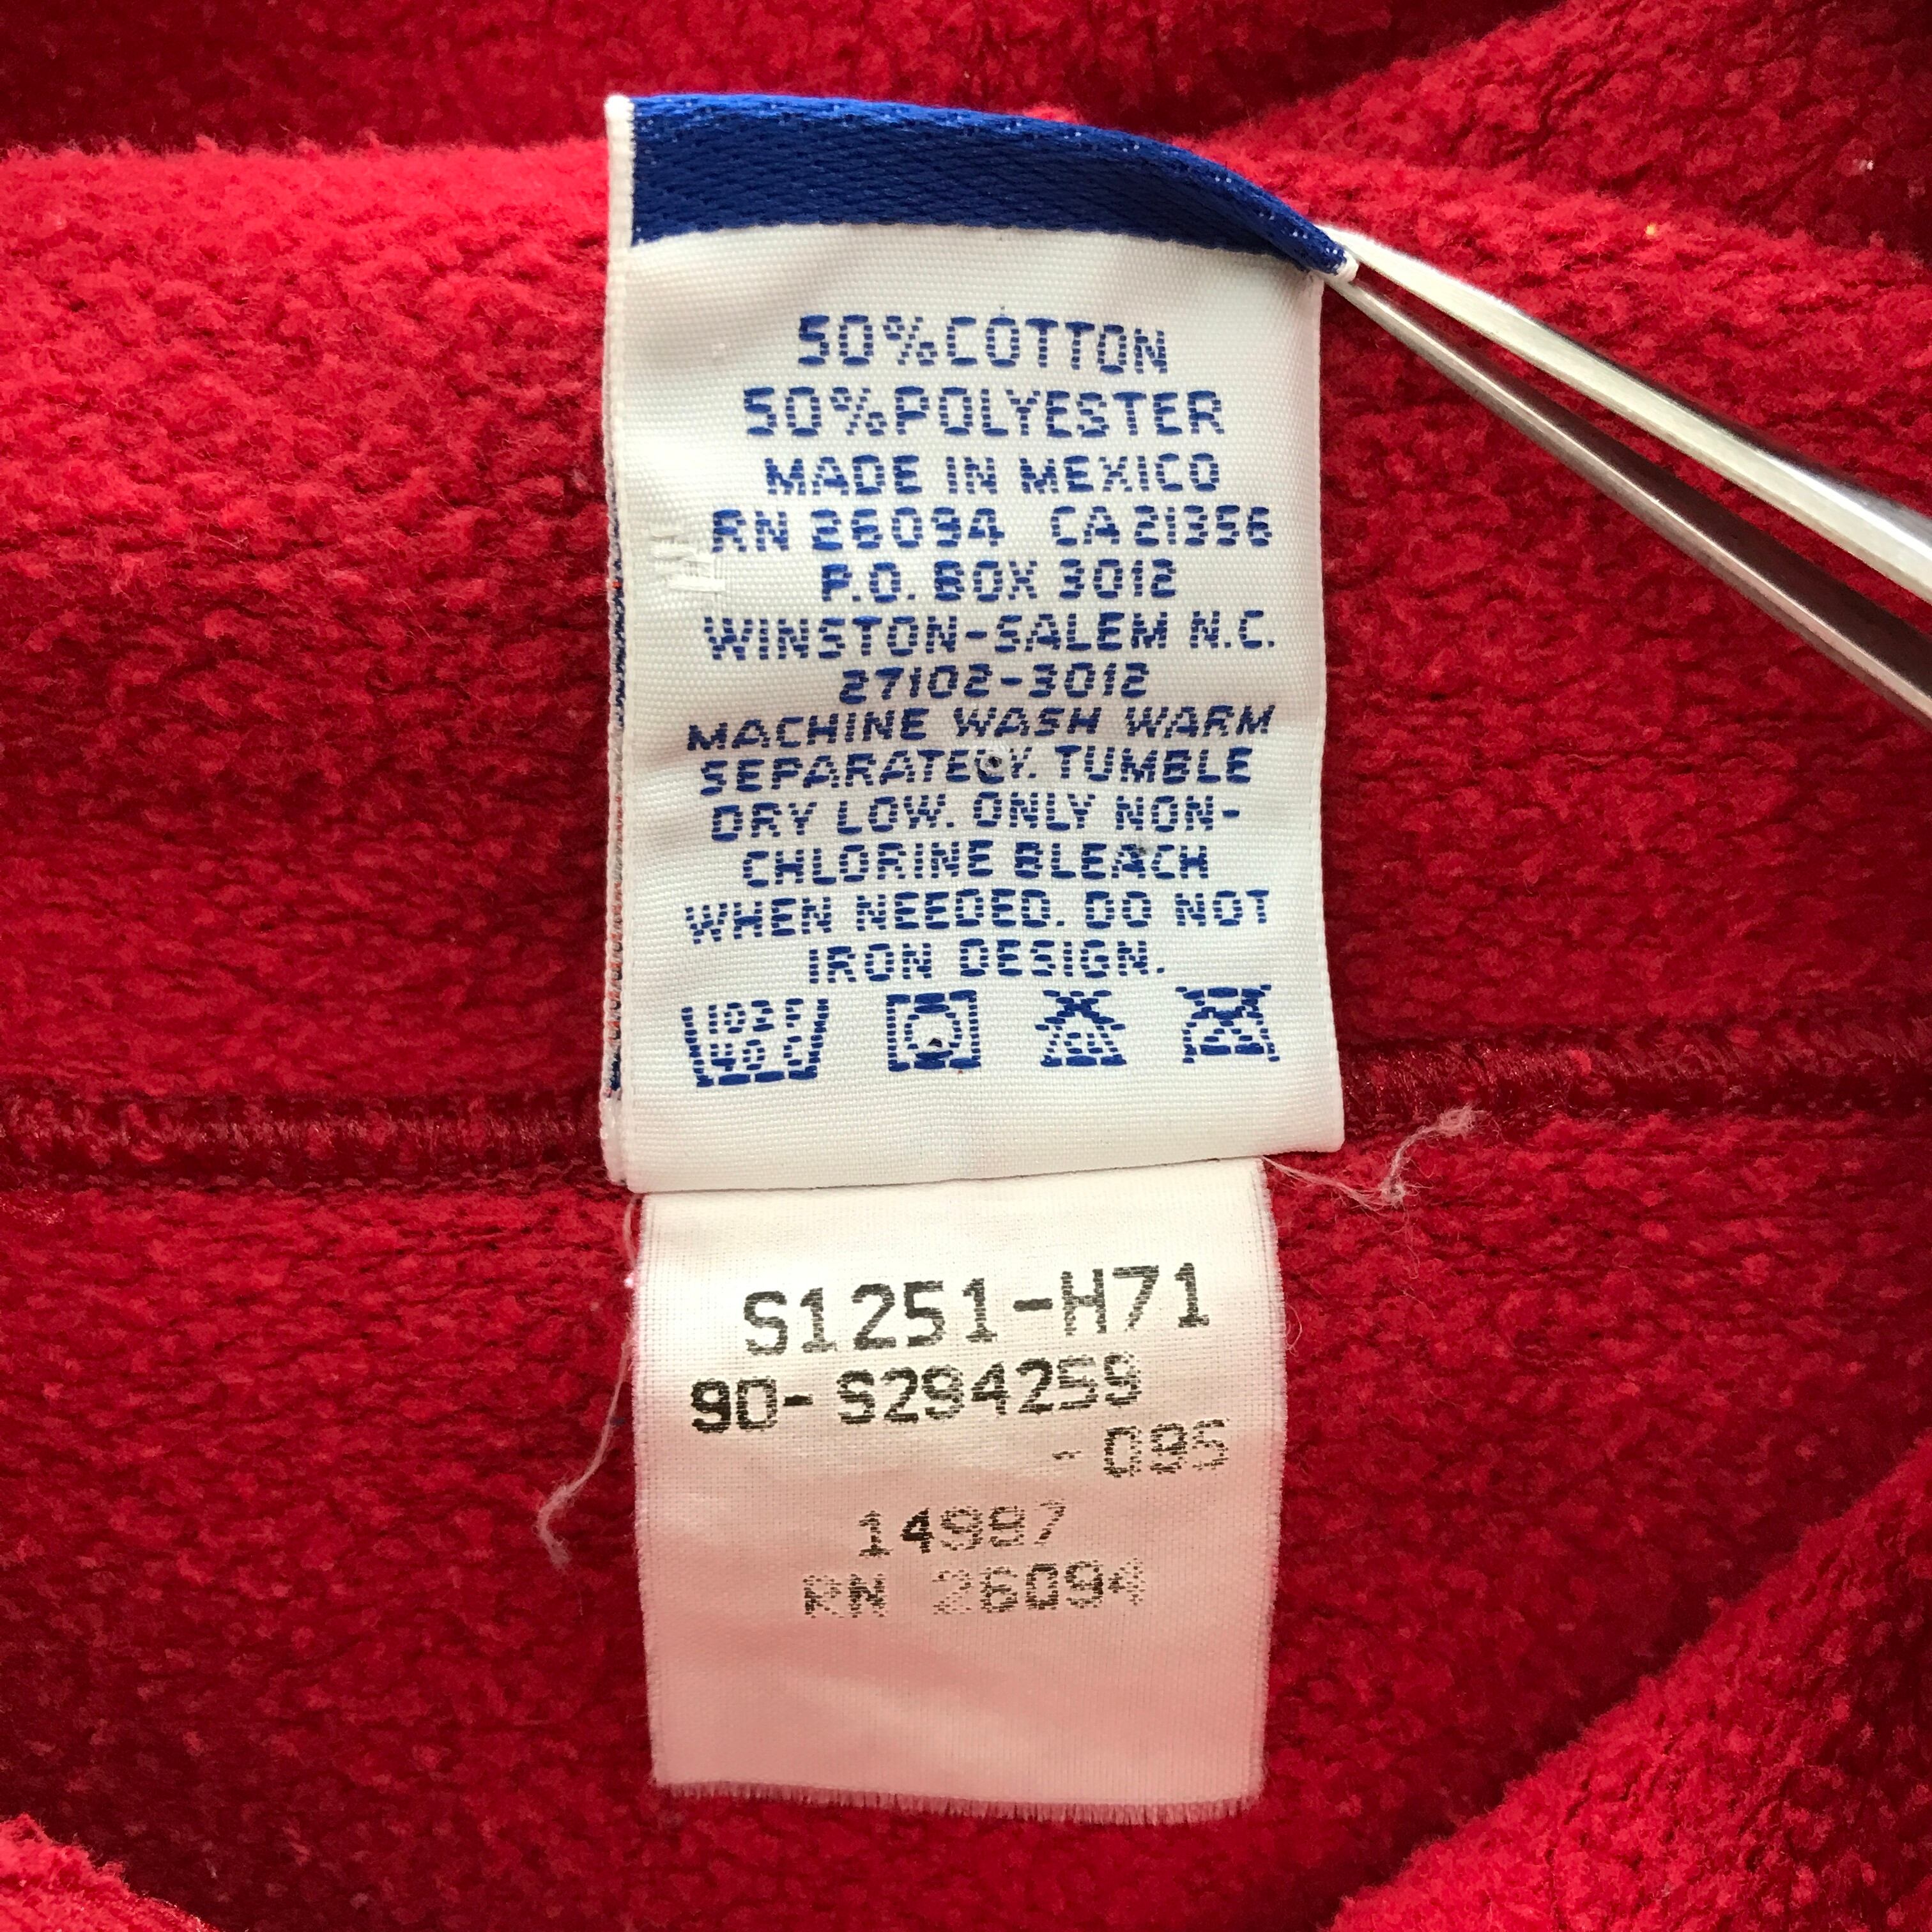 50%COTTON
50%POLYESTER
MADE IN MEXICO
RN 26094 CA 21356
P.O. BOX 3012
WINSTON-SALEM N.C.
27102-3012
MACHINE WASH WARM
SEPARATELY. TUMBLE
DRY LOW. ONLY NON-
CHLORINE BLEACH
WHEN NEEDED. DO NOT
IRON DESIGN.
S1251-H71
90- S294259
14987
RN 26094